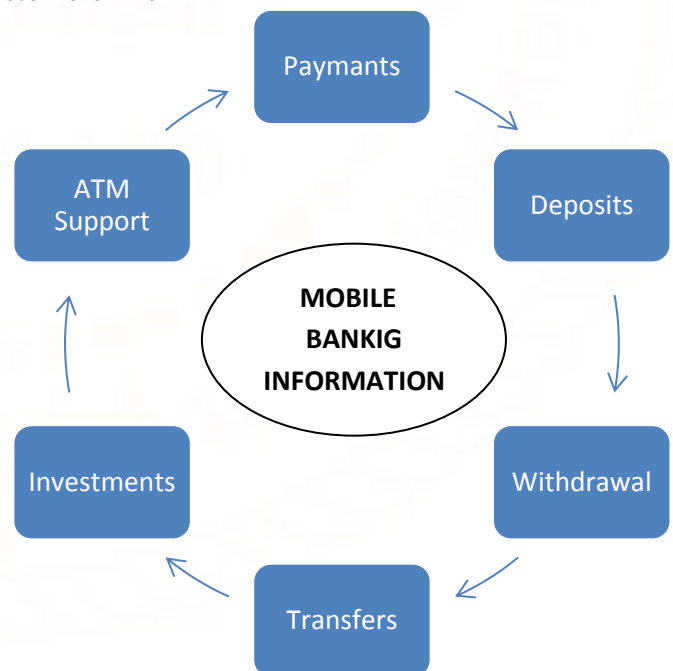 Paymants
ATM
Support
Deposits
MOBILE
BANKIG
INFORMATION
Investments
Withdrawal
Transfers